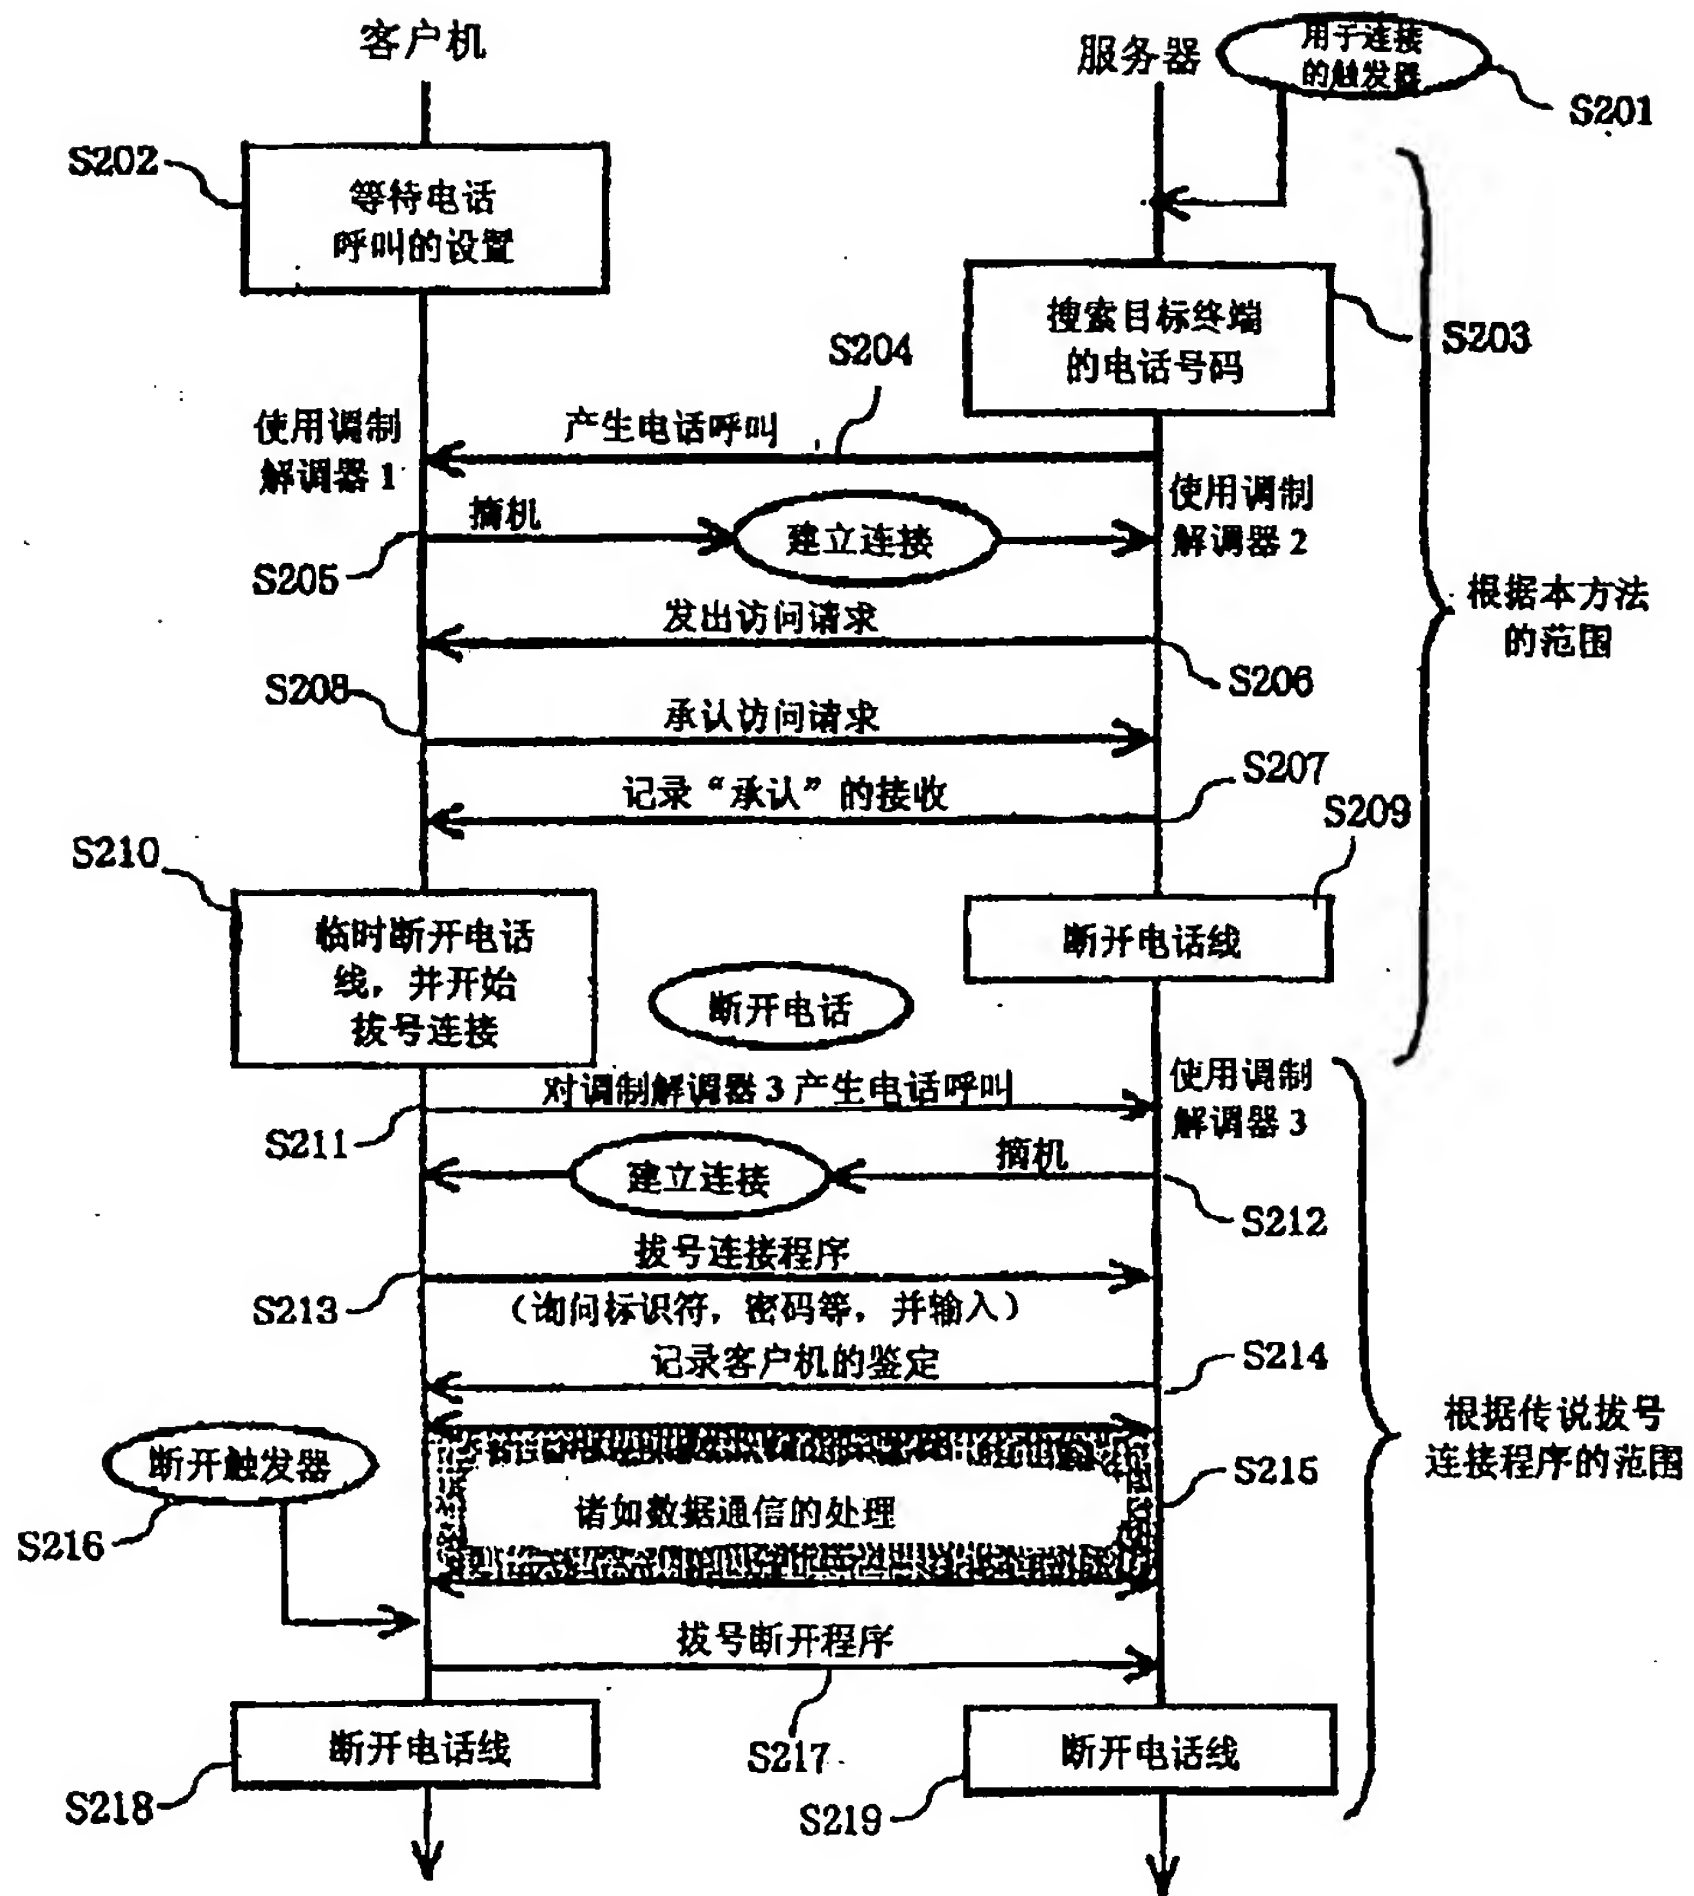 客户机
服务器
用于连接
的触发器
S201
S202
等待电话
呼叫的设置
搜索目标终端
的电话号码
S203
S204
使用调制
解调器1
产生电话呼叫
摘机
建立连接
使用调制
解调器2
S205
根据本方法
的范围
发出访问请求
S206
S208
承认访问请求
S207
记录“承认”的接收
S209
S210
临时断开电话
线，并开始
拔号连接
断开电话线
断开电话
对调制解调器3产生电话呼叫
使用调制
解调器3
S211
建立连接
摘机
S212
拔号连接程序
S213
（询问标识符，密码等，并输入）
记录客户机的鉴定
S214
根据传说拔号
连接程序的范围
断开触发器
S215
诸如数据通信的处理
S216
拔号断开程序
S217
断开电话线
断开电话线
S218
S219